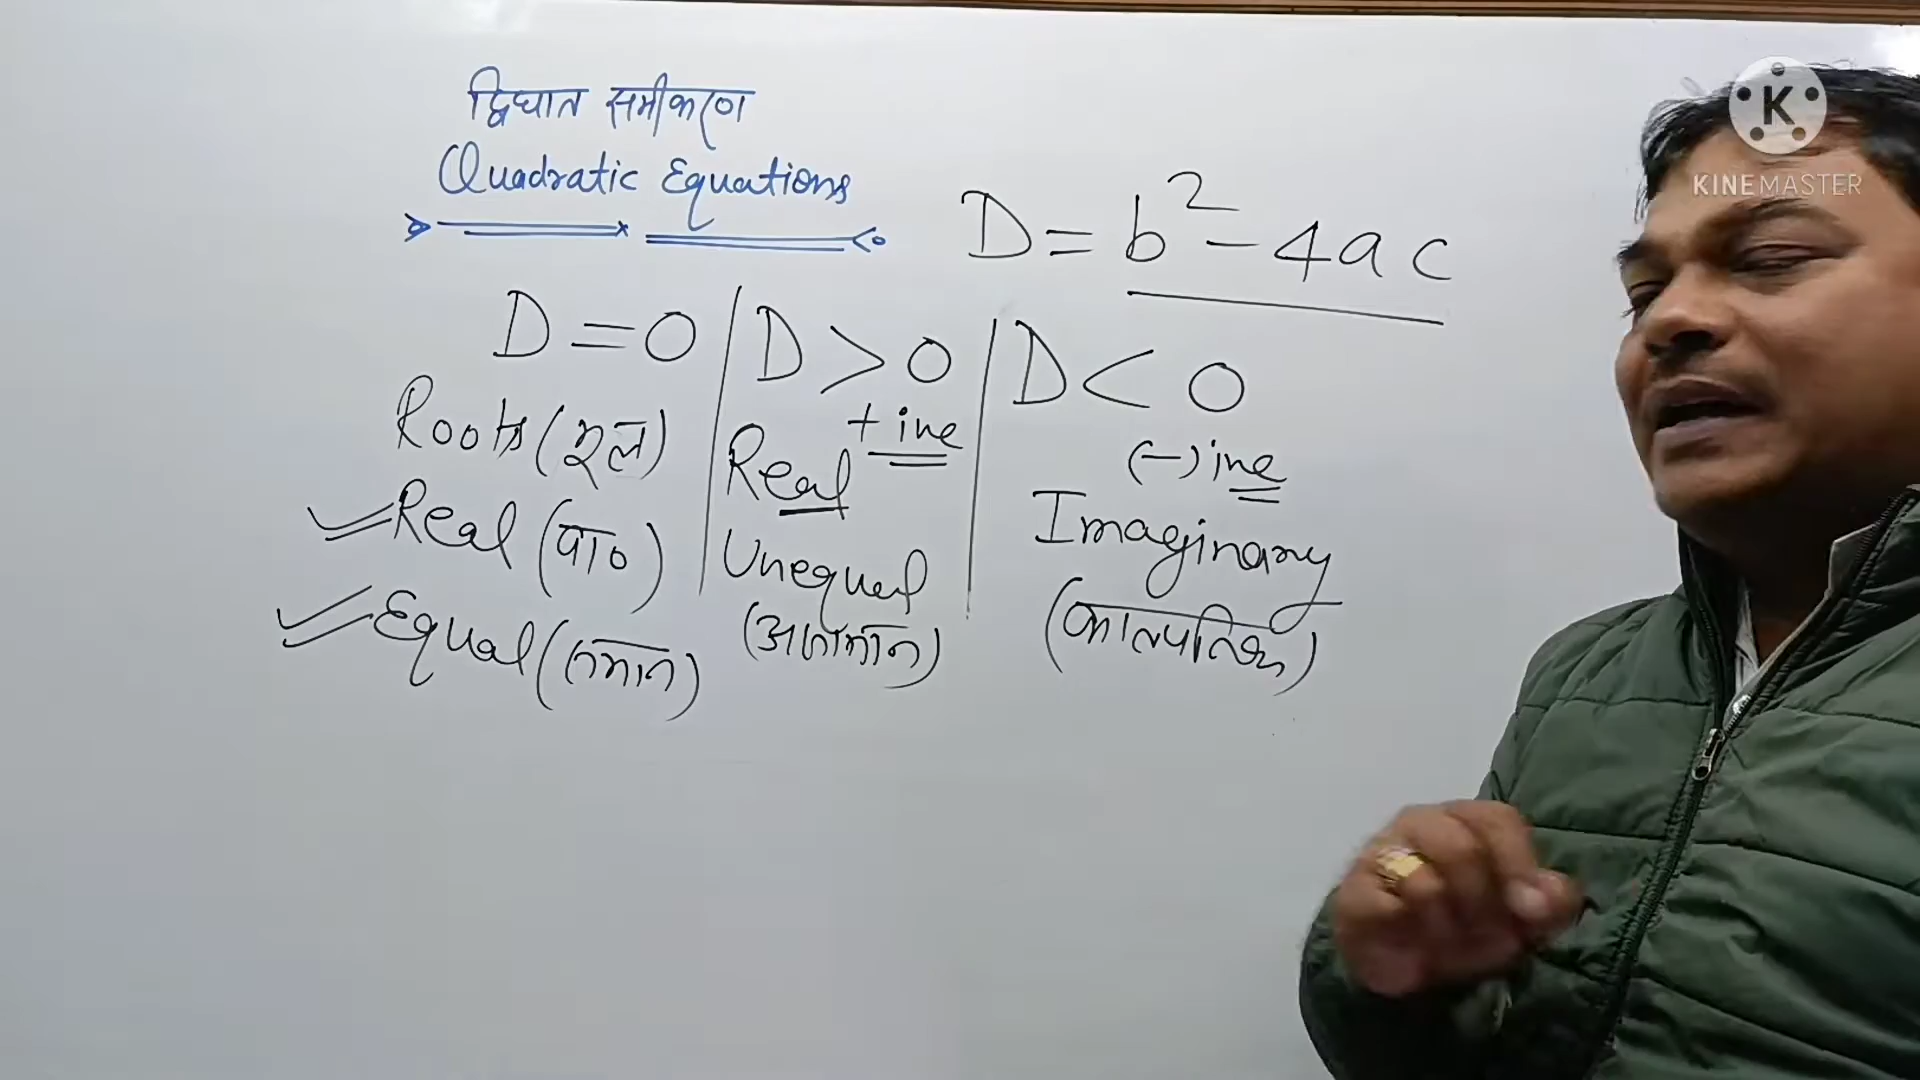 द्विघात समीकरण
Quadratic Equations
D = b² - 4ac
D = 0
Roots (मूल)
Real (वा०)
Equal (समान)
D > 0
+ive
Real
Unequal
(असमान)
D < 0
(-)ive
Imaginary
(काल्पनिक)
K
KINEMASTER